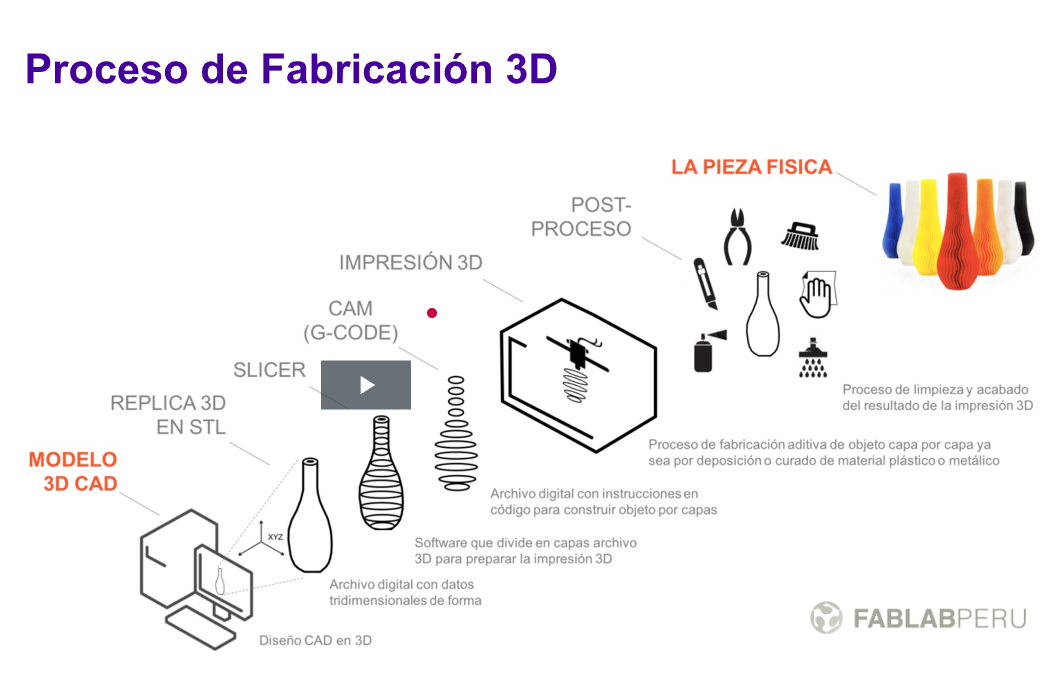 Proceso de Fabricación 3D
LA PIEZA FISICA
POST-
PROCESO
IMPRESIÓN 3D
CAM
(G-CODE)
SLICER
REPLICA 3D
EN STL
MODELO
3D CAD
XYZ
Proceso de limpieza y acabado
del resultado de la impresión 3D
Proceso de fabricación aditiva de objeto capa por capa ya
sea por deposición o curado de material plástico o metálico
Archivo digital con instrucciones en
código para construir objeto por capas
Software que divide en capas archivo
3D para preparar la impresión 3D
Archivo digital con datos
tridimensionales de forma
Diseño CAD en 3D
FABLABPERU